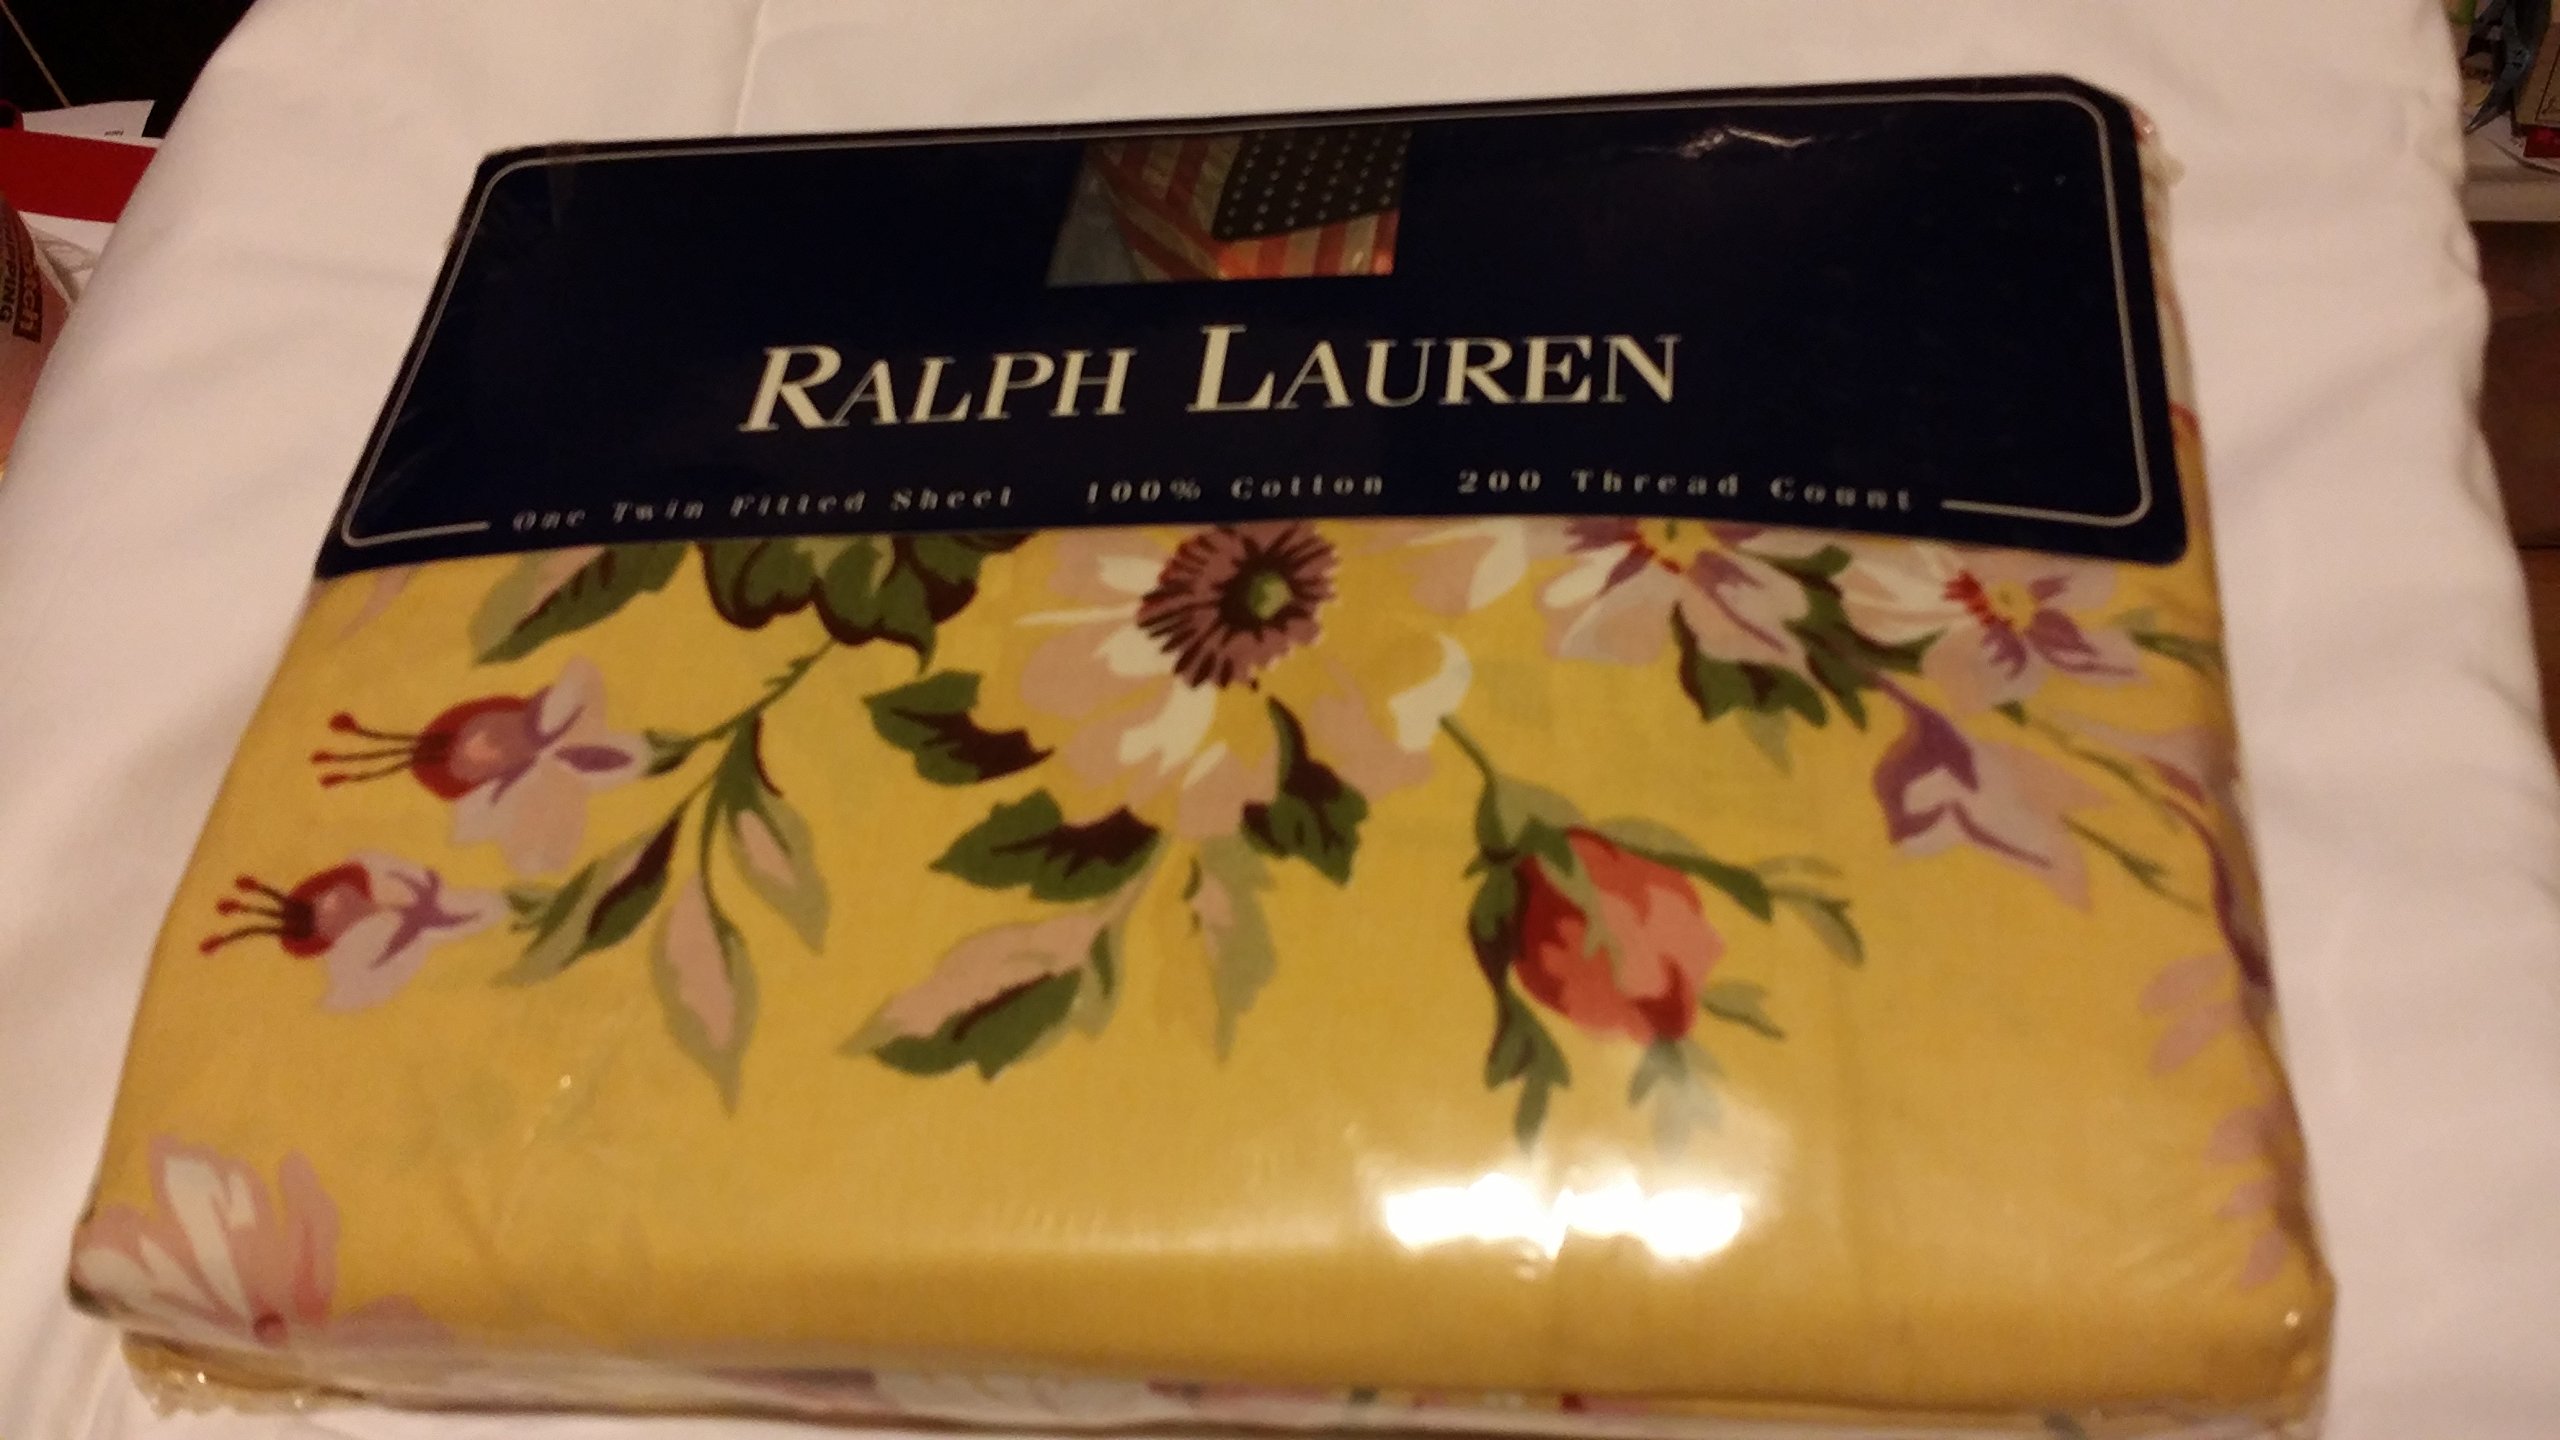 RALPH LAUREN
One Twin Fitted Sheet 100% Cotton 200 Thread Count